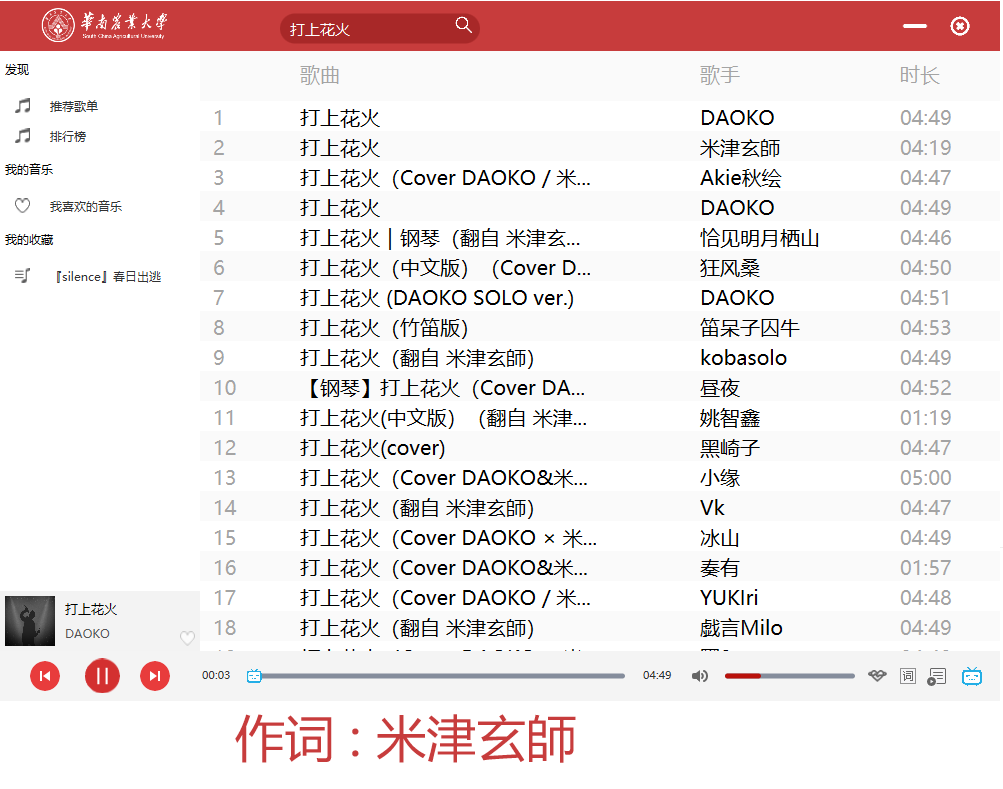 華南農業大學
South China Agricultural University
打上花火
发现
推荐歌单
排行榜
我的音乐
我喜欢的音乐
我的收藏
『silence』春日出逃
歌曲 歌手 时长
1 打上花火 DAOKO 04:49
2 打上花火 米津玄師 04:19
3 打上花火（Cover DAOKO / 米... Akie秋绘 04:47
4 打上花火 DAOKO 04:49
5 打上花火 | 钢琴（翻自 米津玄... 恰见明月栖山 04:46
6 打上花火（中文版）（Cover D... 狂风桑 04:50
7 打上花火 (DAOKO SOLO ver.) DAOKO 04:51
8 打上花火（竹笛版） 笛呆子囚牛 04:53
9 打上花火（翻自 米津玄師） kobasolo 04:49
10 【钢琴】打上花火（Cover DA... 昼夜 04:52
11 打上花火(中文版）（翻自 米津... 姚智鑫 01:19
12 打上花火(cover) 黑崎子 04:47
13 打上花火（Cover DAOKO&米... 小缘 05:00
14 打上花火（翻自 米津玄師） Vk 04:47
15 打上花火（Cover DAOKO × 米... 冰山 04:49
16 打上花火（Cover DAOKO&米... 奏有 01:57
17 打上花火（Cover DAOKO / 米... YUKIri 04:48
18 打上花火（翻自 米津玄師） 戯言Milo 04:49
打上花火
DAOKO
00:03 04:49 词
作词 : 米津玄師